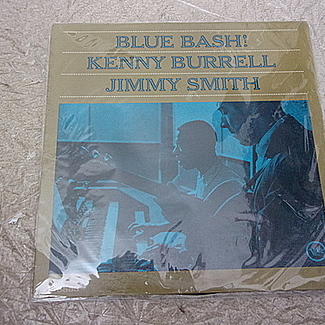 BLUE BASH!
KENNY BURRELL
JIMMY SMITH